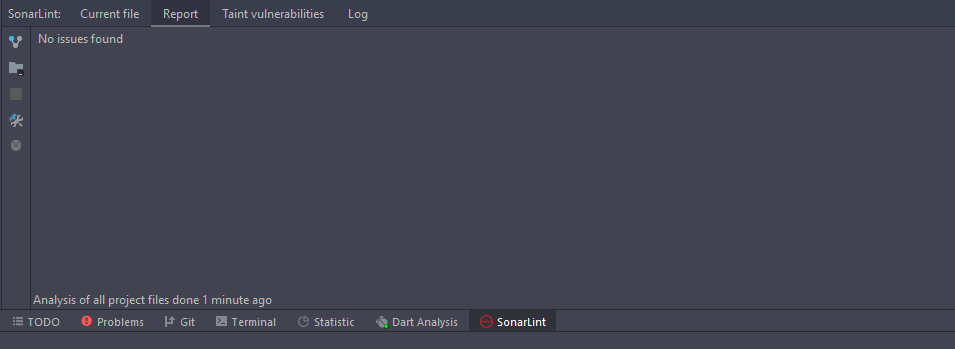 SonarLint: Current file Report Taint vulnerabilities Log
No issues found
Analysis of all project files done 1 minute ago
TODO Problems Git Terminal Statistic Dart Analysis SonarLint